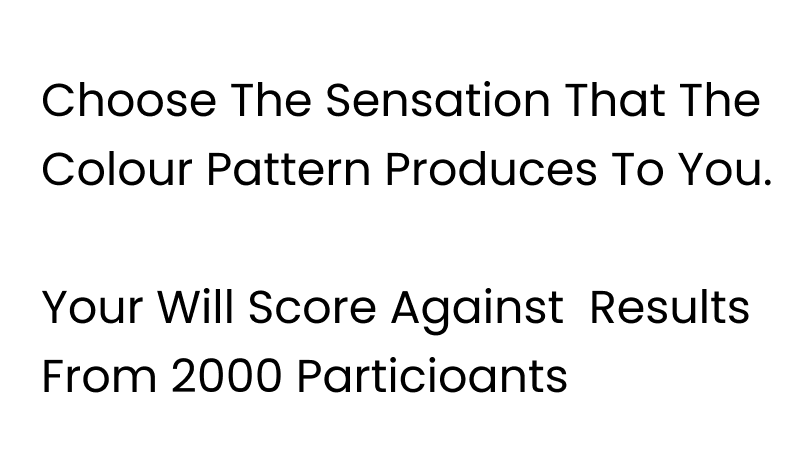 Choose The Sensation That The
Colour Pattern Produces To You.
Your Will Score Against  Results
From 2000 Particioants